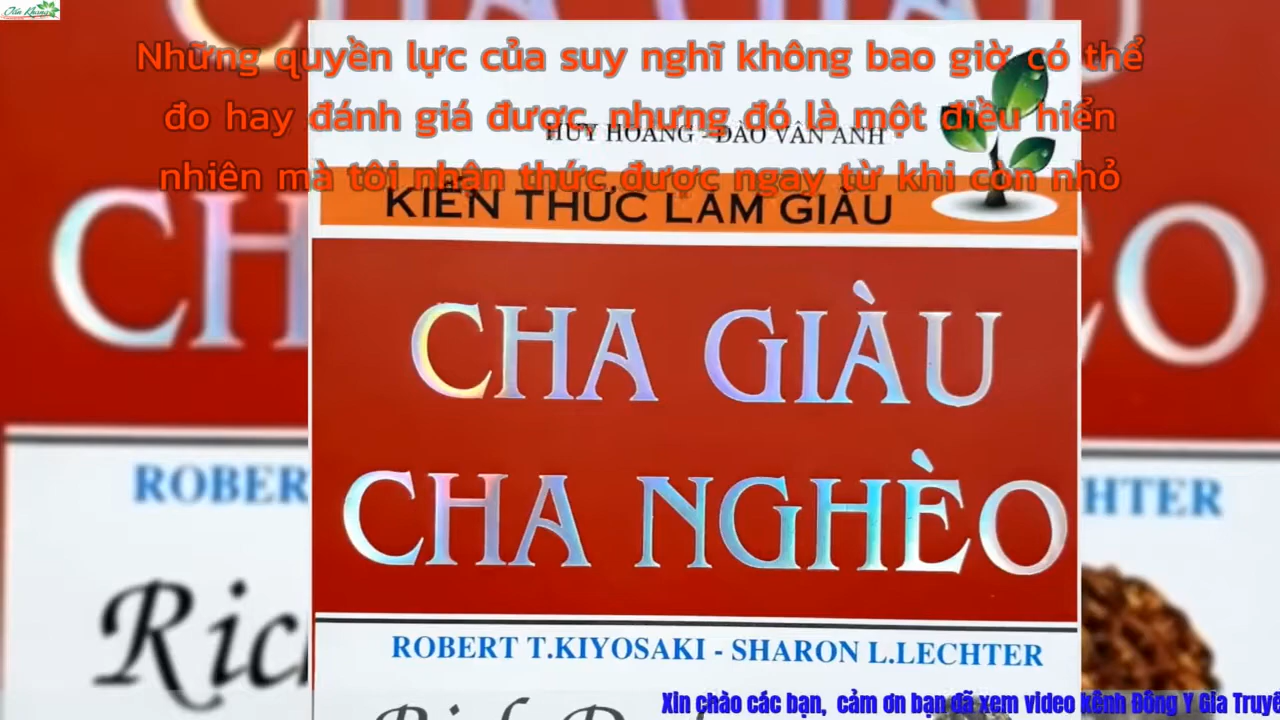 Tấn Khang
Những quyền lực của suy nghĩ không bao giờ có thể
đo hay đánh giá được, nhưng đó là một điều hiển
nhiên mà tôi nhận thức được ngay từ khi còn nhỏ
HUY HOÀNG - ĐÀO VÂN ANH
KIẾN THỨC LÀM GIÀU
CHA GIÀU
CHA NGHÈO
ROBERT T.KIYOSAKI - SHARON L.LECHTER
Xin chào các bạn, cảm ơn bạn đã xem video kênh Đông Y Gia Truyề